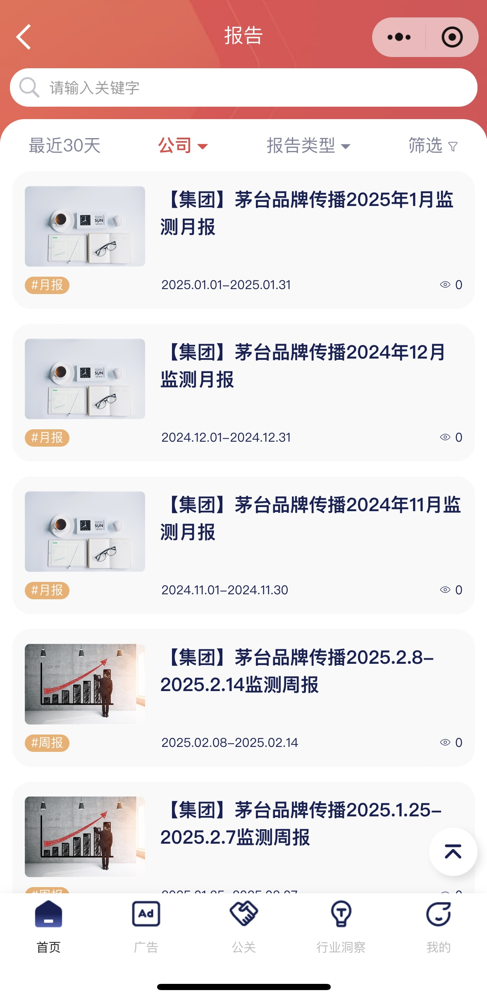 报告
请输入关键字
最近30天
公司
报告类型
筛选
【集团】茅台品牌传播2025年1月监
测月报
#月报
2025.01.01-2025.01.31
0
【集团】茅台品牌传播2024年12月
监测月报
#月报
2024.12.01-2024.12.31
0
【集团】茅台品牌传播2024年11月监
测月报
#月报
2024.11.01-2024.11.30
0
【集团】茅台品牌传播2025.2.8-
2025.2.14监测周报
#周报
2025.02.08-2025.02.14
0
【集团】茅台品牌传播2025.1.25-
2025.2.7监测周报
#周报
2025.01.25-2025.02.07
0
首页
Ad
广告
公关
行业洞察
我的